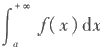 ∫_a^{+∞} f(x) dx